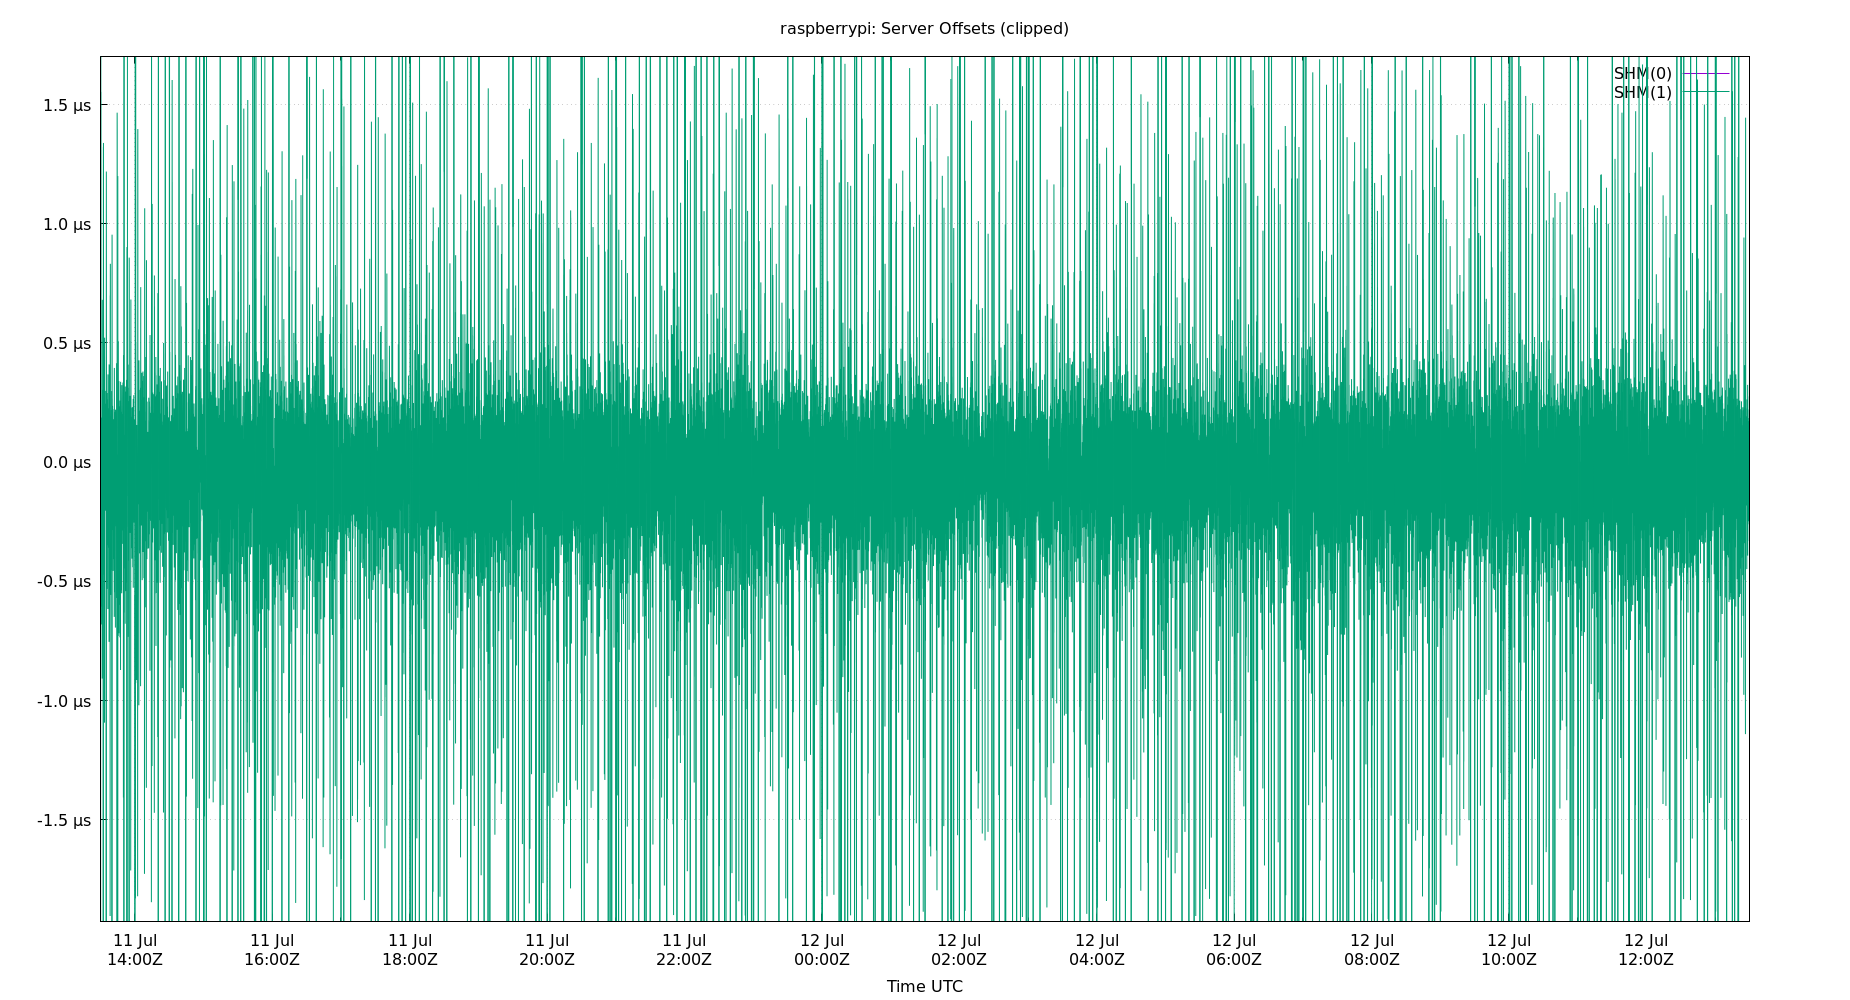 raspberrypi: Server Offsets (clipped)
SHM(0)
SHM(1)
1.5 µs
1.0 µs
0.5 µs
0.0 µs
-0.5 µs
-1.0 µs
-1.5 µs
11 Jul 11 Jul 11 Jul 11 Jul 11 Jul 12 Jul 12 Jul 12 Jul 12 Jul 12 Jul 12 Jul 12 Jul
14:00Z 16:00Z 18:00Z 20:00Z 22:00Z 00:00Z 02:00Z 04:00Z 06:00Z 08:00Z 10:00Z 12:00Z
Time UTC